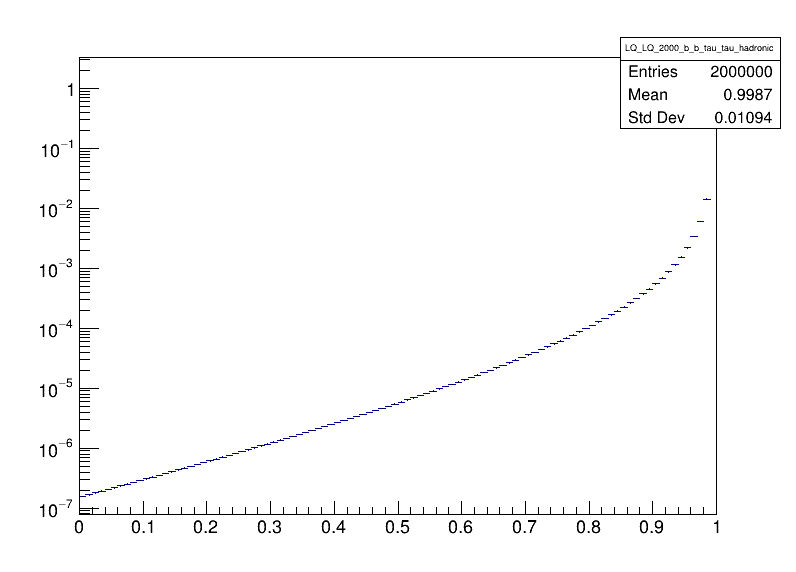 LQ_LQ_2000_b_b_tau_tau_hadronic
Entries 2000000
Mean 0.9987
Std Dev 0.01094
1
10⁻¹
10⁻²
10⁻³
10⁻⁴
10⁻⁵
10⁻⁶
10⁻⁷
0 0.1 0.2 0.3 0.4 0.5 0.6 0.7 0.8 0.9 1